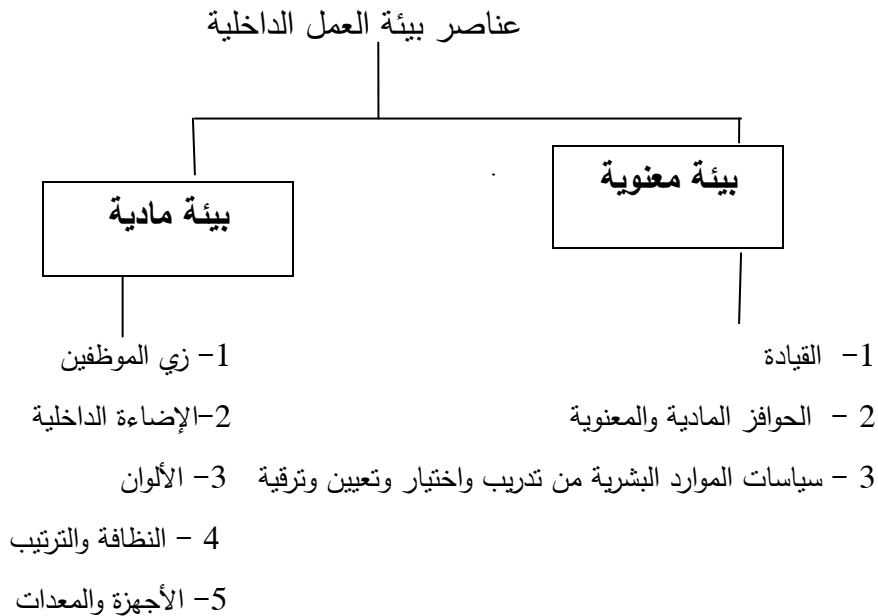 عناصر بيئة العمل الداخلية
بيئة معنوية
بيئة مادية
1- القيادة
2 - الحوافز المادية والمعنوية
3 - سياسات الموارد البشرية من تدريب واختيار وتعيين وترقية
1- زي الموظفين
2-الإضاءة الداخلية
3- الألوان
4 - النظافة والترتيب
5- الأجهزة والمعدات